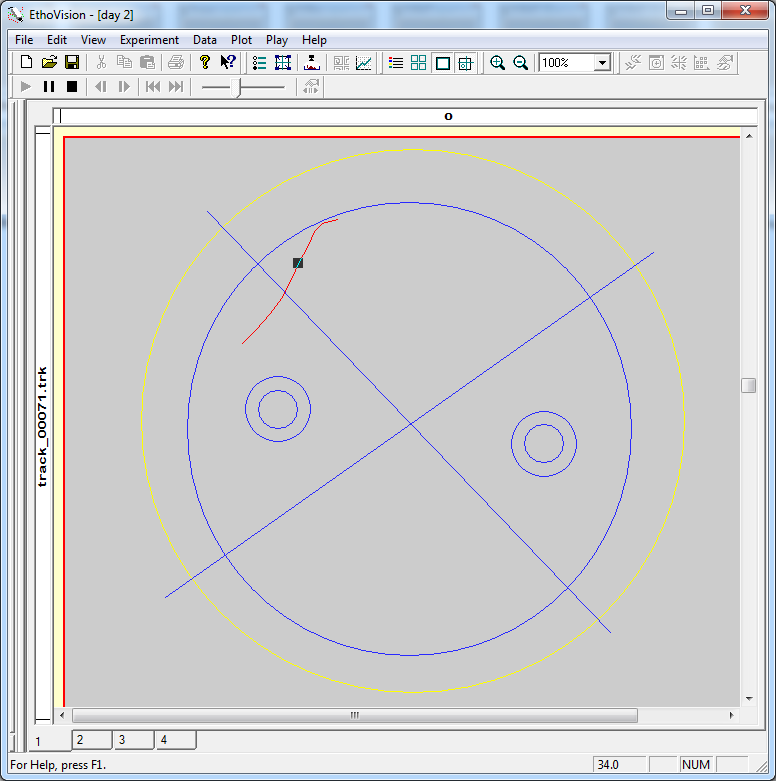 EthoVision - [day 2]
File Edit View Experiment Data Plot Play Help
100%
o
track_00071.trk
1 2 3 4
For Help, press F1. 34.0 NUM